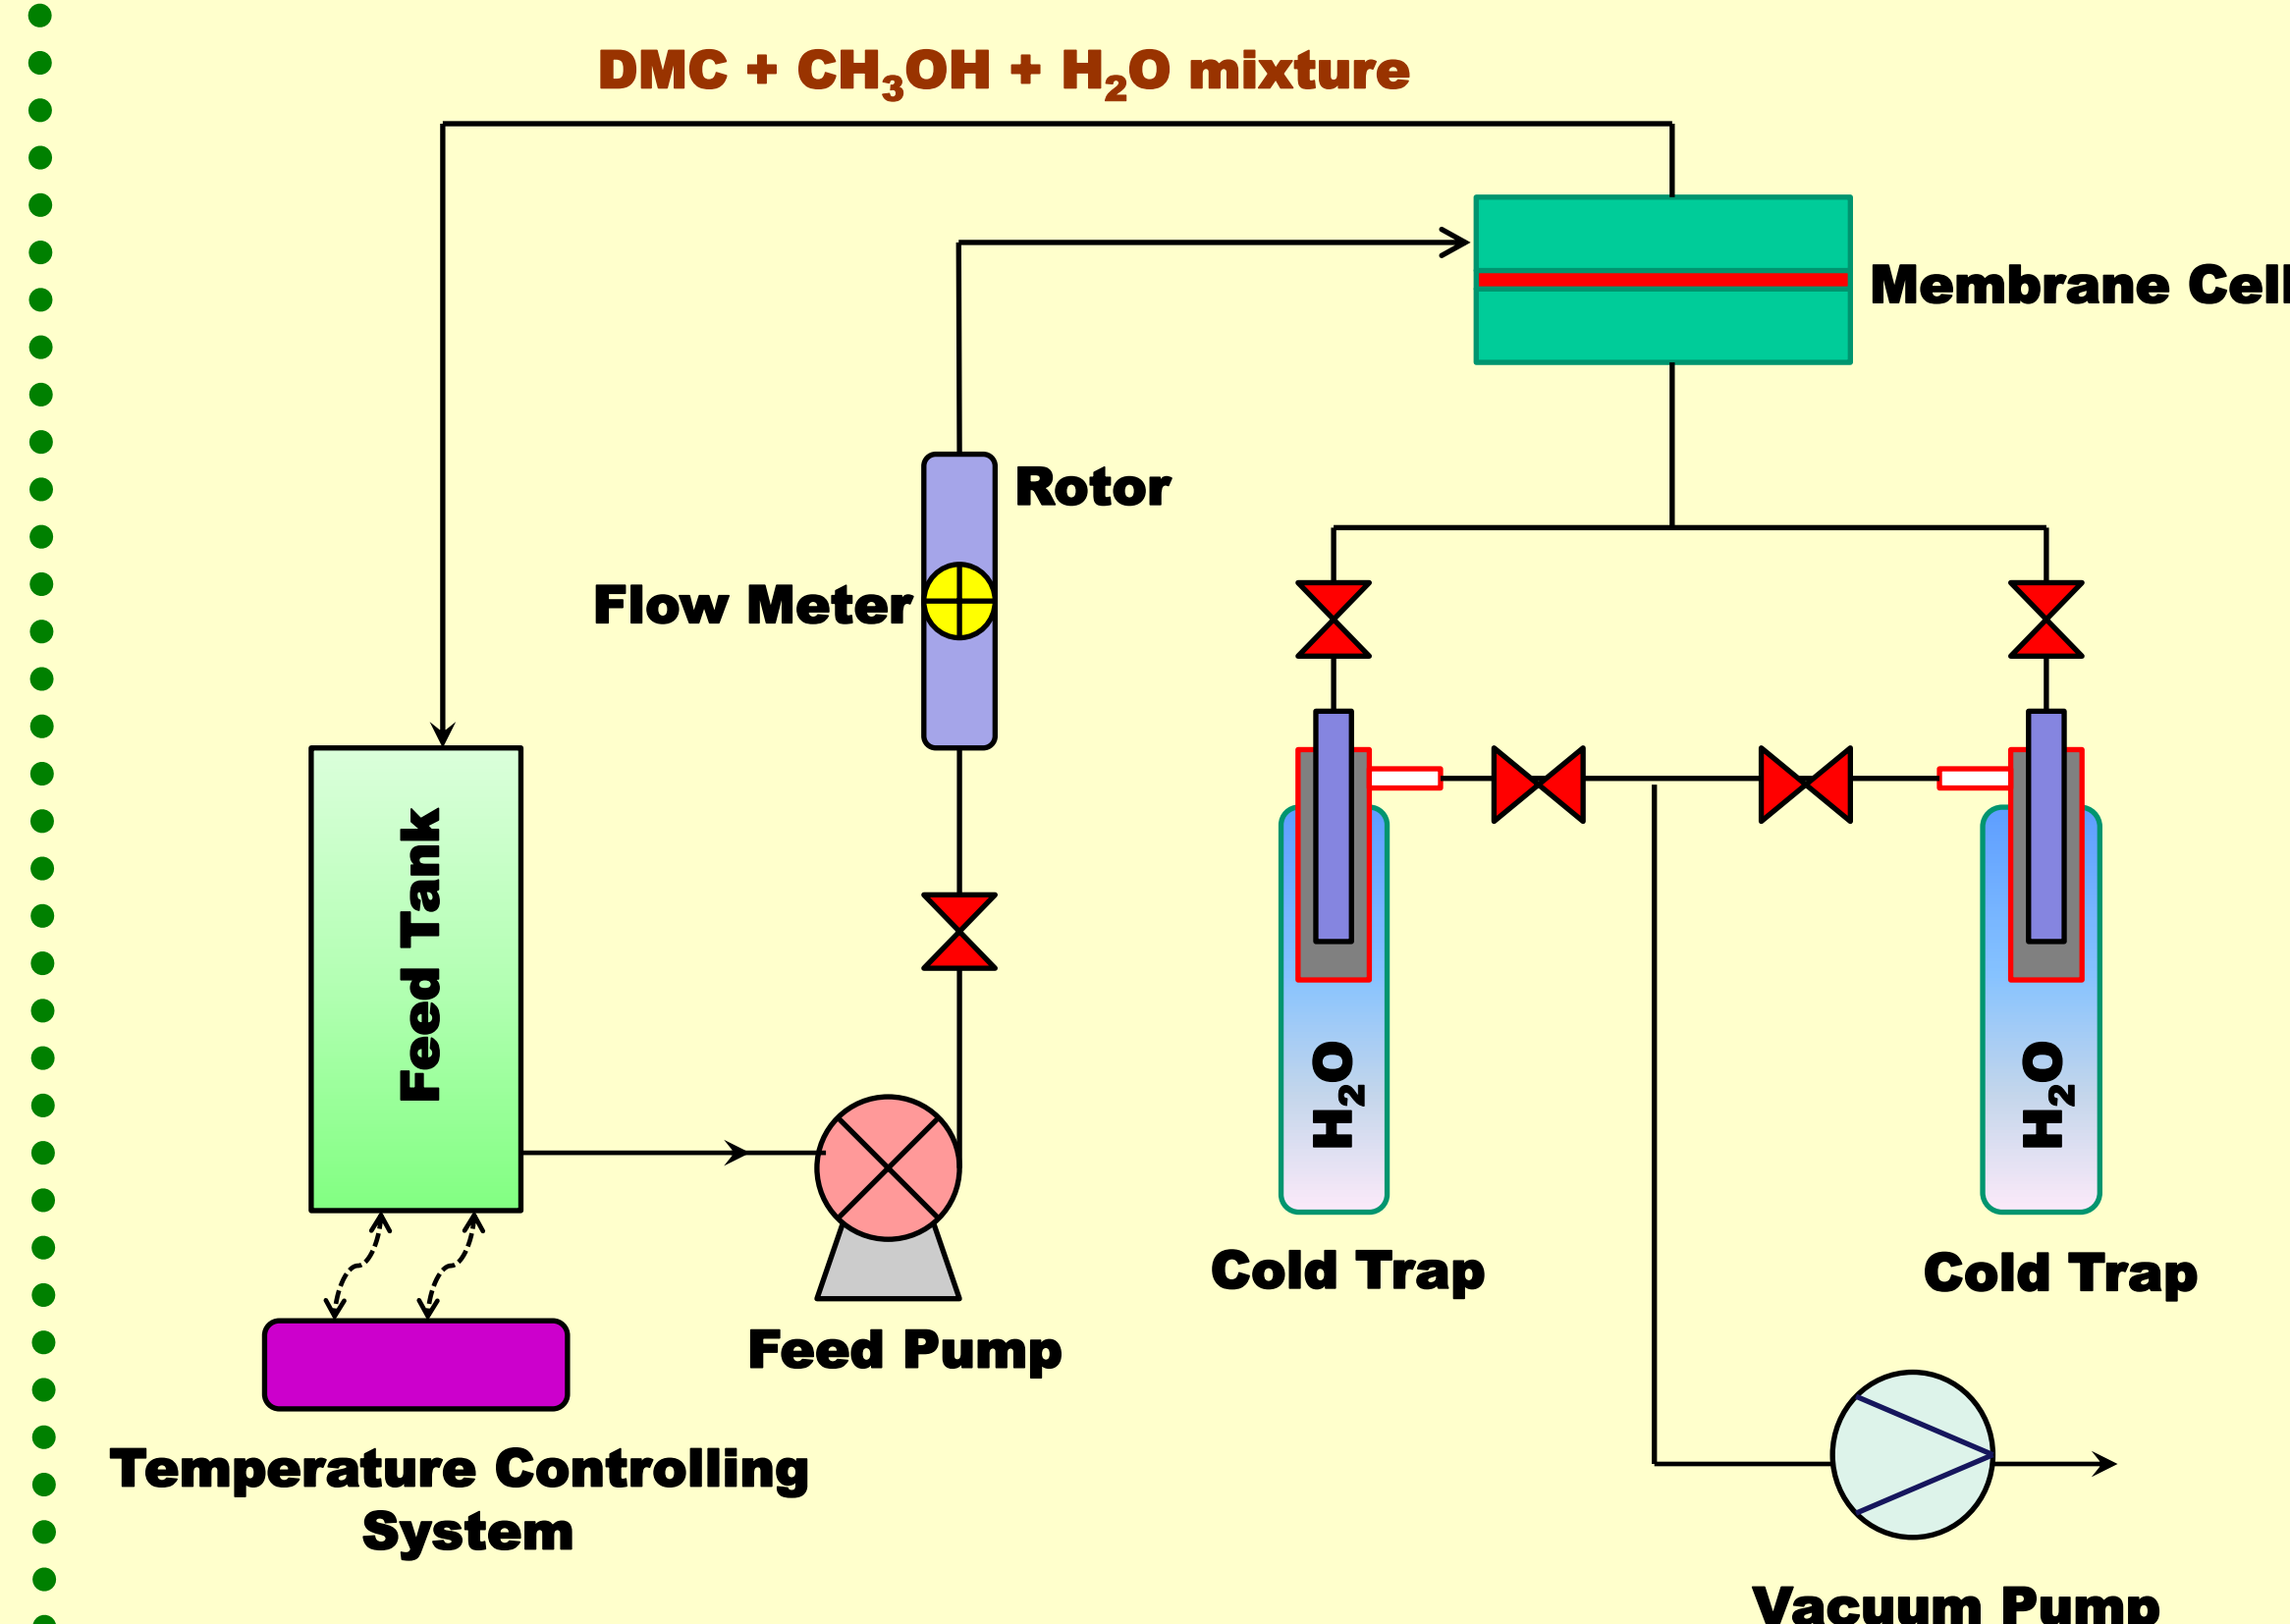 DMC + CH₃OH + H₂O mixture
Membrane Cell
Rotor
Flow Meter
Feed Tank
H₂O
H₂O
Cold Trap
Cold Trap
Feed Pump
Temperature Controlling
System
Vacuum Pump